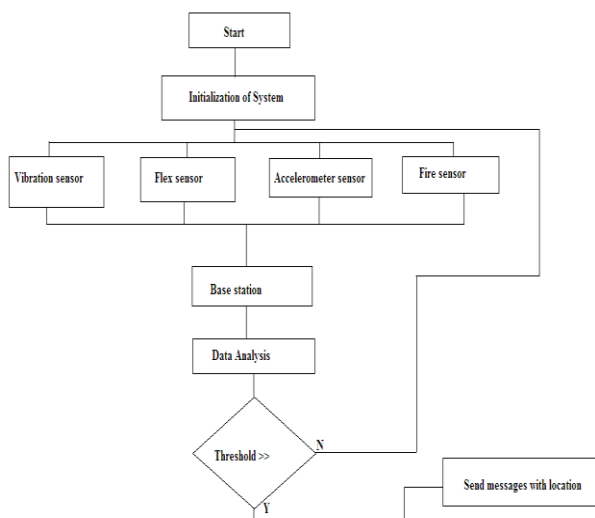 Start
Initialization of System
Vibration sensor
Flex sensor
Accelerometer sensor
Fire sensor
Base station
Data Analysis
Threshold >>
N
Y
Send messages with location